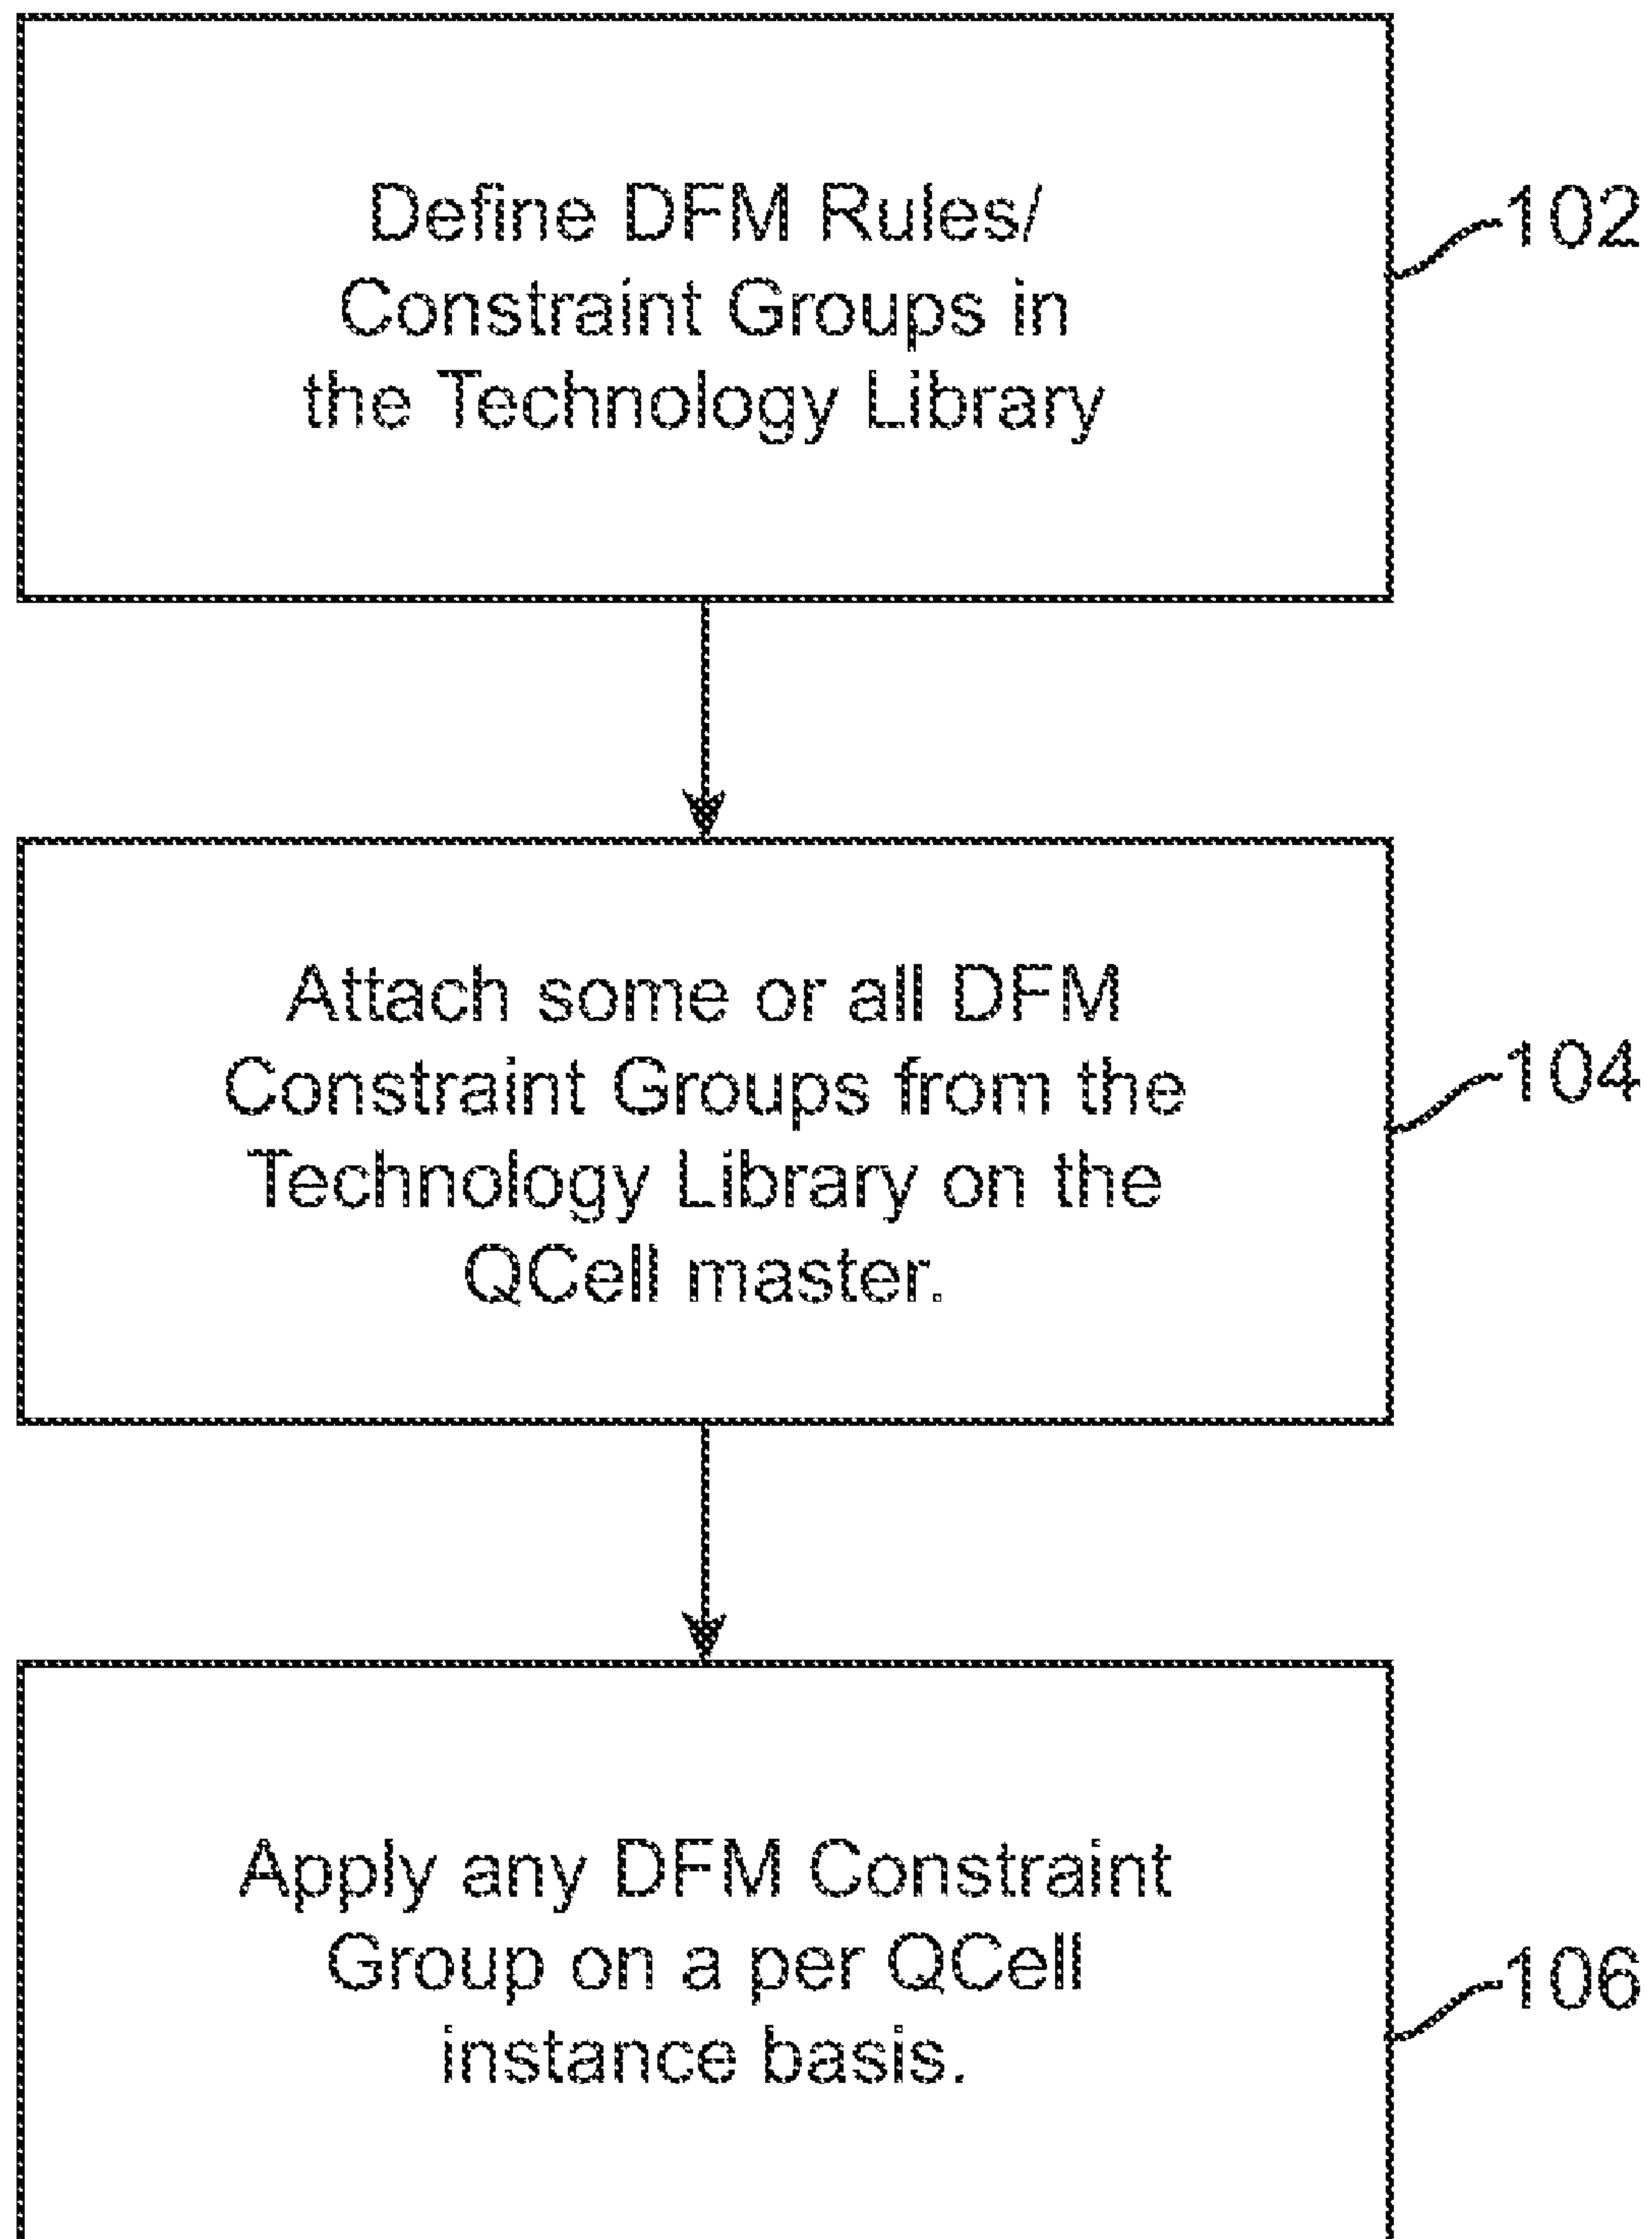 Define DFM Rules/
Constraint Groups in
the Technology Library
102
Attach some or all DFM
Constraint Groups from the
Technology Library on the
QCell master.
104
Apply any DFM Constraint
Group on a per QCell
instance basis.
106